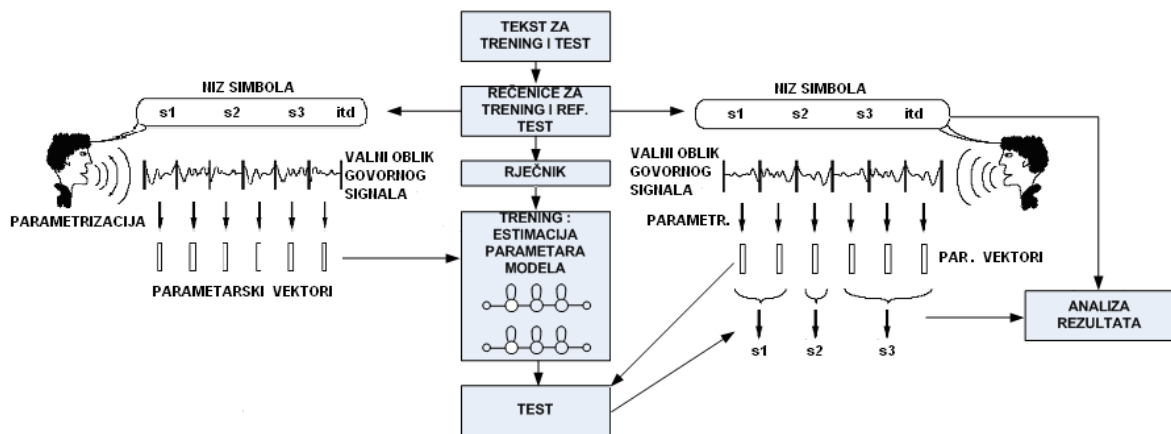 TEKST ZA
TRENING I TEST
NIZ SIMBOLA
s1 s2 s3 itd
REČENICE ZA
TRENING I REF.
TEST
NIZ SIMBOLA
s1 s2 s3 itd
VALNI OBLIK
GOVORNOG
SIGNALA
RJEČNIK
VALNI OBLIK
GOVORNOG
SIGNALA
PARAMETRIZACIJA
TRENING :
ESTIMACIJA
PARAMETARA
MODELA
PARAMETR.
PARAMETARSKI VEKTORI
PAR. VEKTORI
ANALIZA
REZULTATA
s1 s2 s3
TEST